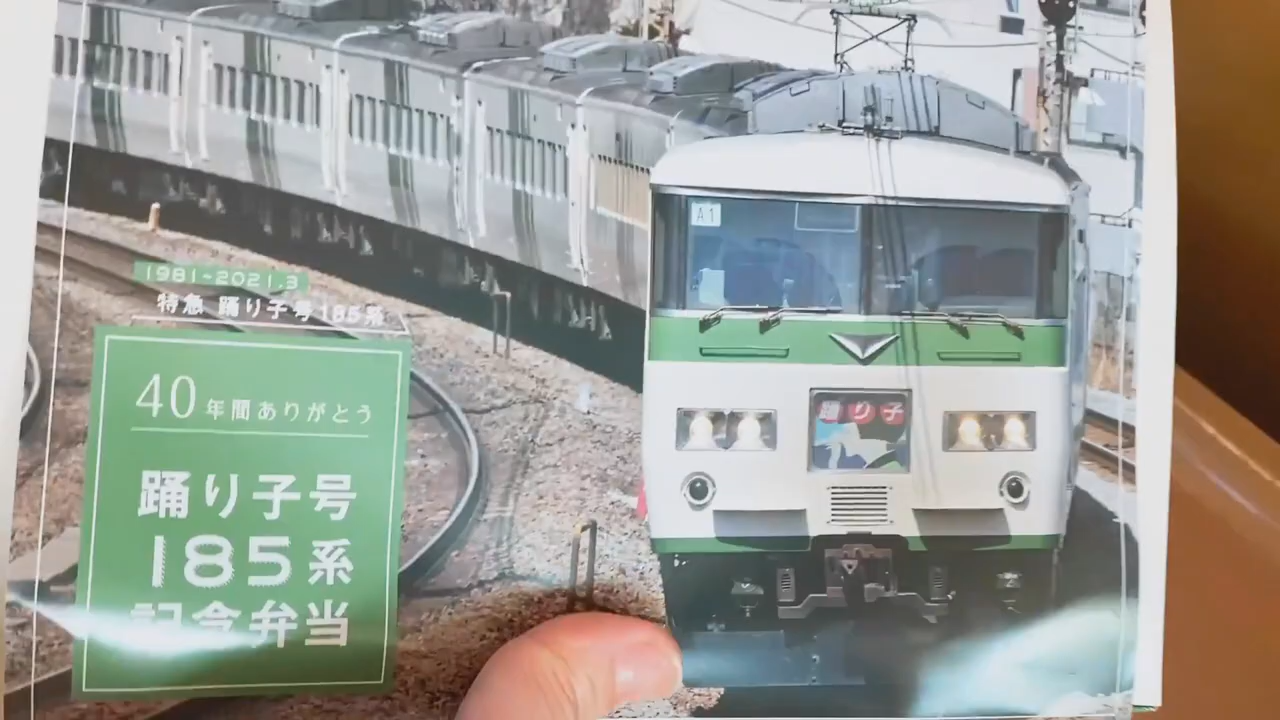 A1
1981-2021.3
特急 踊り子号185系
踊り子
40年間ありがとう
踊り子号
185系
記念弁当